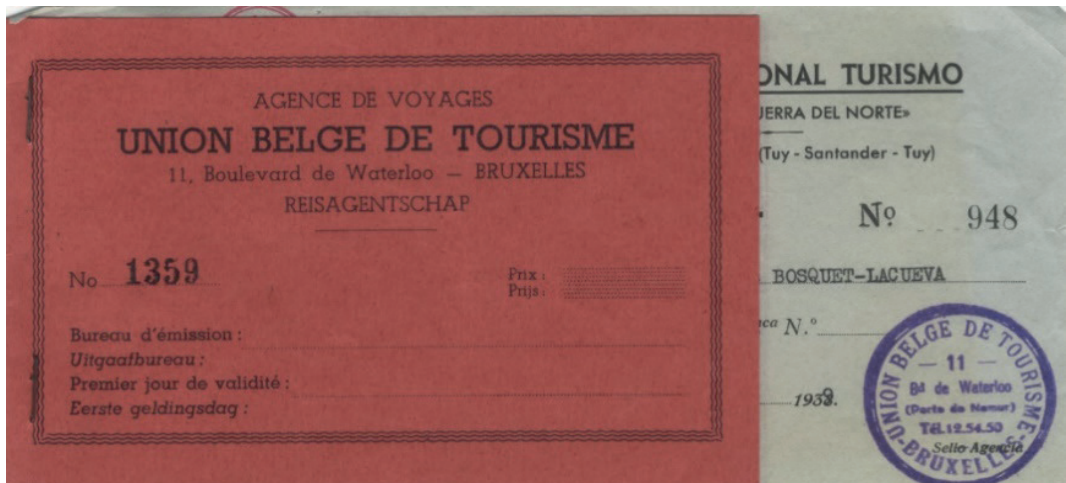 AGENCE DE VOYAGES
UNION BELGE DE TOURISME
11, Boulevard de Waterloo — BRUXELLES
REISAGENTSCHAP
No 1359
Prix :
Prijs :
Bureau d'émission :
Uitgaafbureau :
Premier jour de validité :
Eerste geldingsdag :
ONAL TURISMO
UERRA DEL NORTE»
(Tuy - Santander - Tuy)
Nº 948
BOSQUET-LACUEVA
N.º
193
UNION BELGE DE TOURISME
— 11 —
Bd de Waterloo
(Porte de Namur)
Tél. 12.54.50
Sello Agencia
-BRUXELLES-